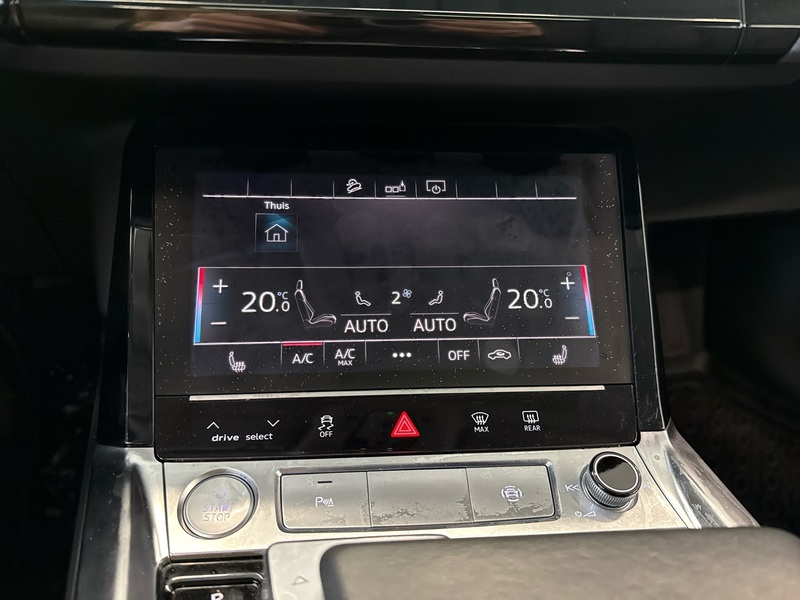 Thuis
+ 20.0 °C 2 20.0 °C +
- AUTO AUTO -
A/C A/C MAX ••• OFF
drive select OFF MAX REAR
START
STOP
P
P